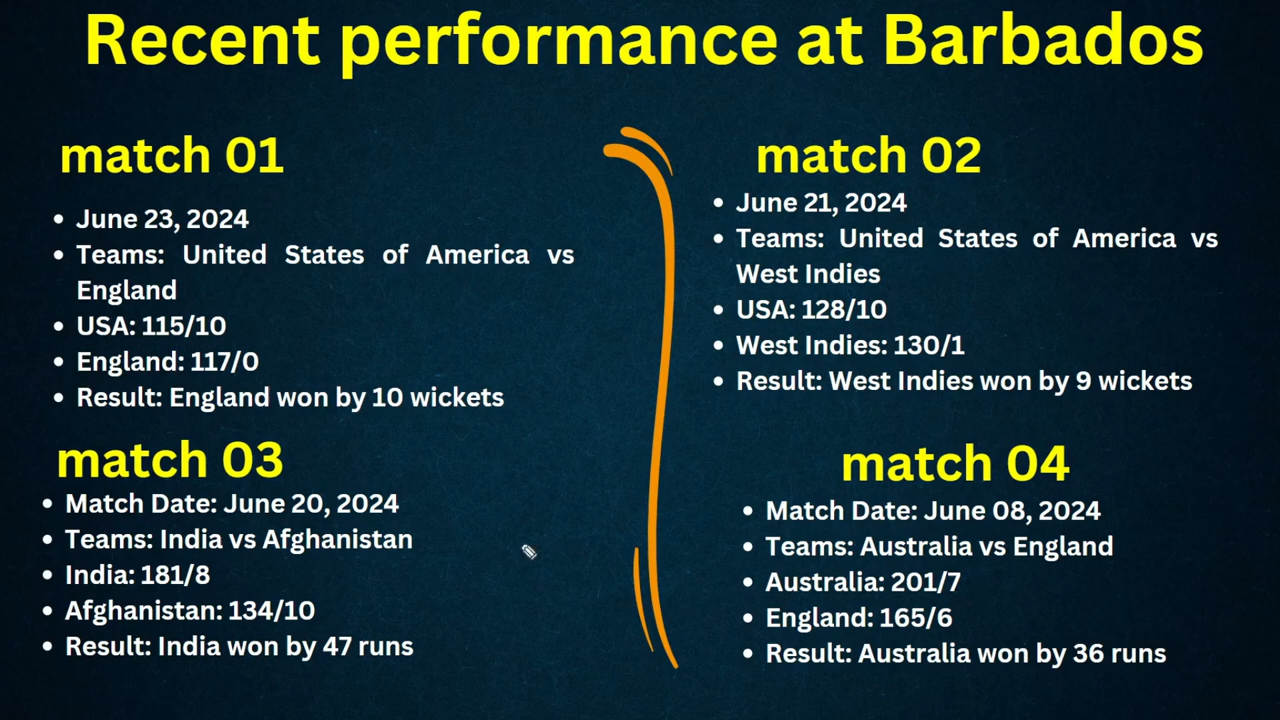 Recent performance at Barbados
match 01
• June 23, 2024
• Teams: United States of America vs
England
• USA: 115/10
• England: 117/0
• Result: England won by 10 wickets
match 02
• June 21, 2024
• Teams: United States of America vs
West Indies
• USA: 128/10
• West Indies: 130/1
• Result: West Indies won by 9 wickets
match 03
• Match Date: June 20, 2024
• Teams: India vs Afghanistan
• India: 181/8
• Afghanistan: 134/10
• Result: India won by 47 runs
match 04
• Match Date: June 08, 2024
• Teams: Australia vs England
• Australia: 201/7
• England: 165/6
• Result: Australia won by 36 runs